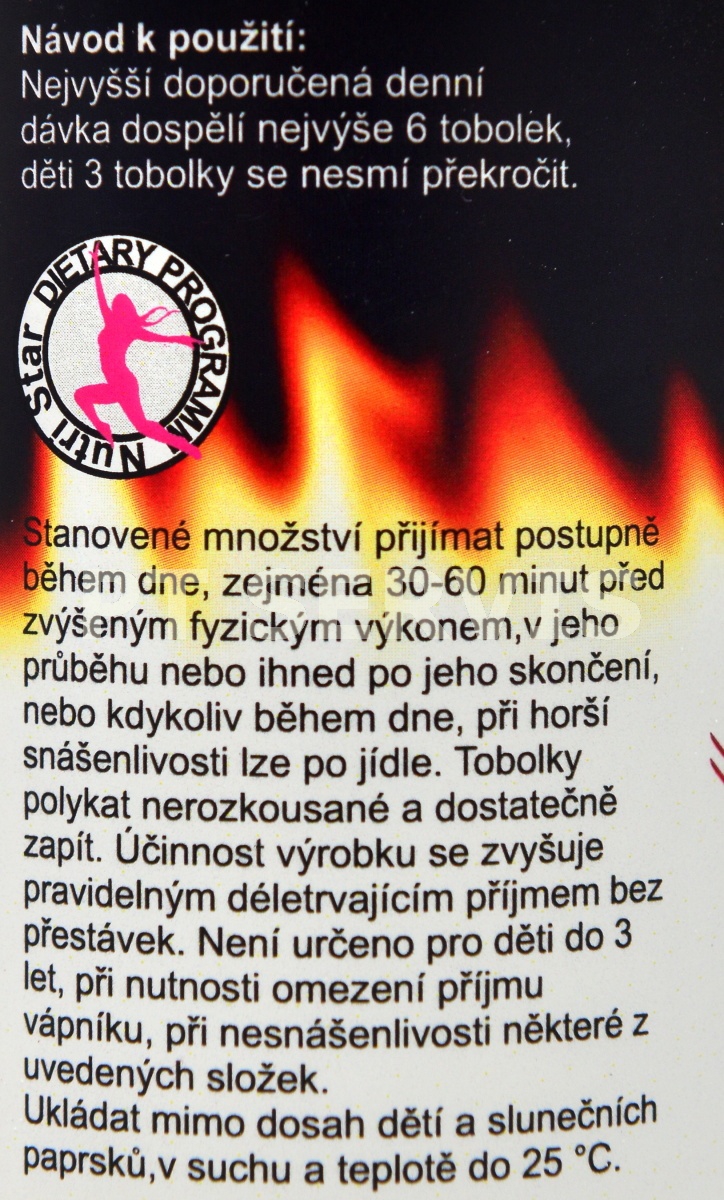 Návod k použití:
Nejvyšší doporučená denní
dávka dospělí nejvýše 6 tobolek,
děti 3 tobolky se nesmí překročit.
Nutri Star DIETARY PROGRAMM
Stanovené množství přijímat postupně
během dne, zejména 30-60 minut před
zvýšeným fyzickým výkonem,v jeho
průběhu nebo ihned po jeho skončení,
nebo kdykoliv během dne, při horší
snášenlivosti lze po jídle. Tobolky
polykat nerozkousané a dostatečně
zapít. Účinnost výrobku se zvyšuje
pravidelným déletrvajícím příjmem bez
přestávek. Není určeno pro děti do 3
let, při nutnosti omezení příjmu
vápníku, při nesnášenlivosti některé z
uvedených složek.
Ukládat mimo dosah dětí a slunečních
paprsků,v suchu a teplotě do 25 °C.